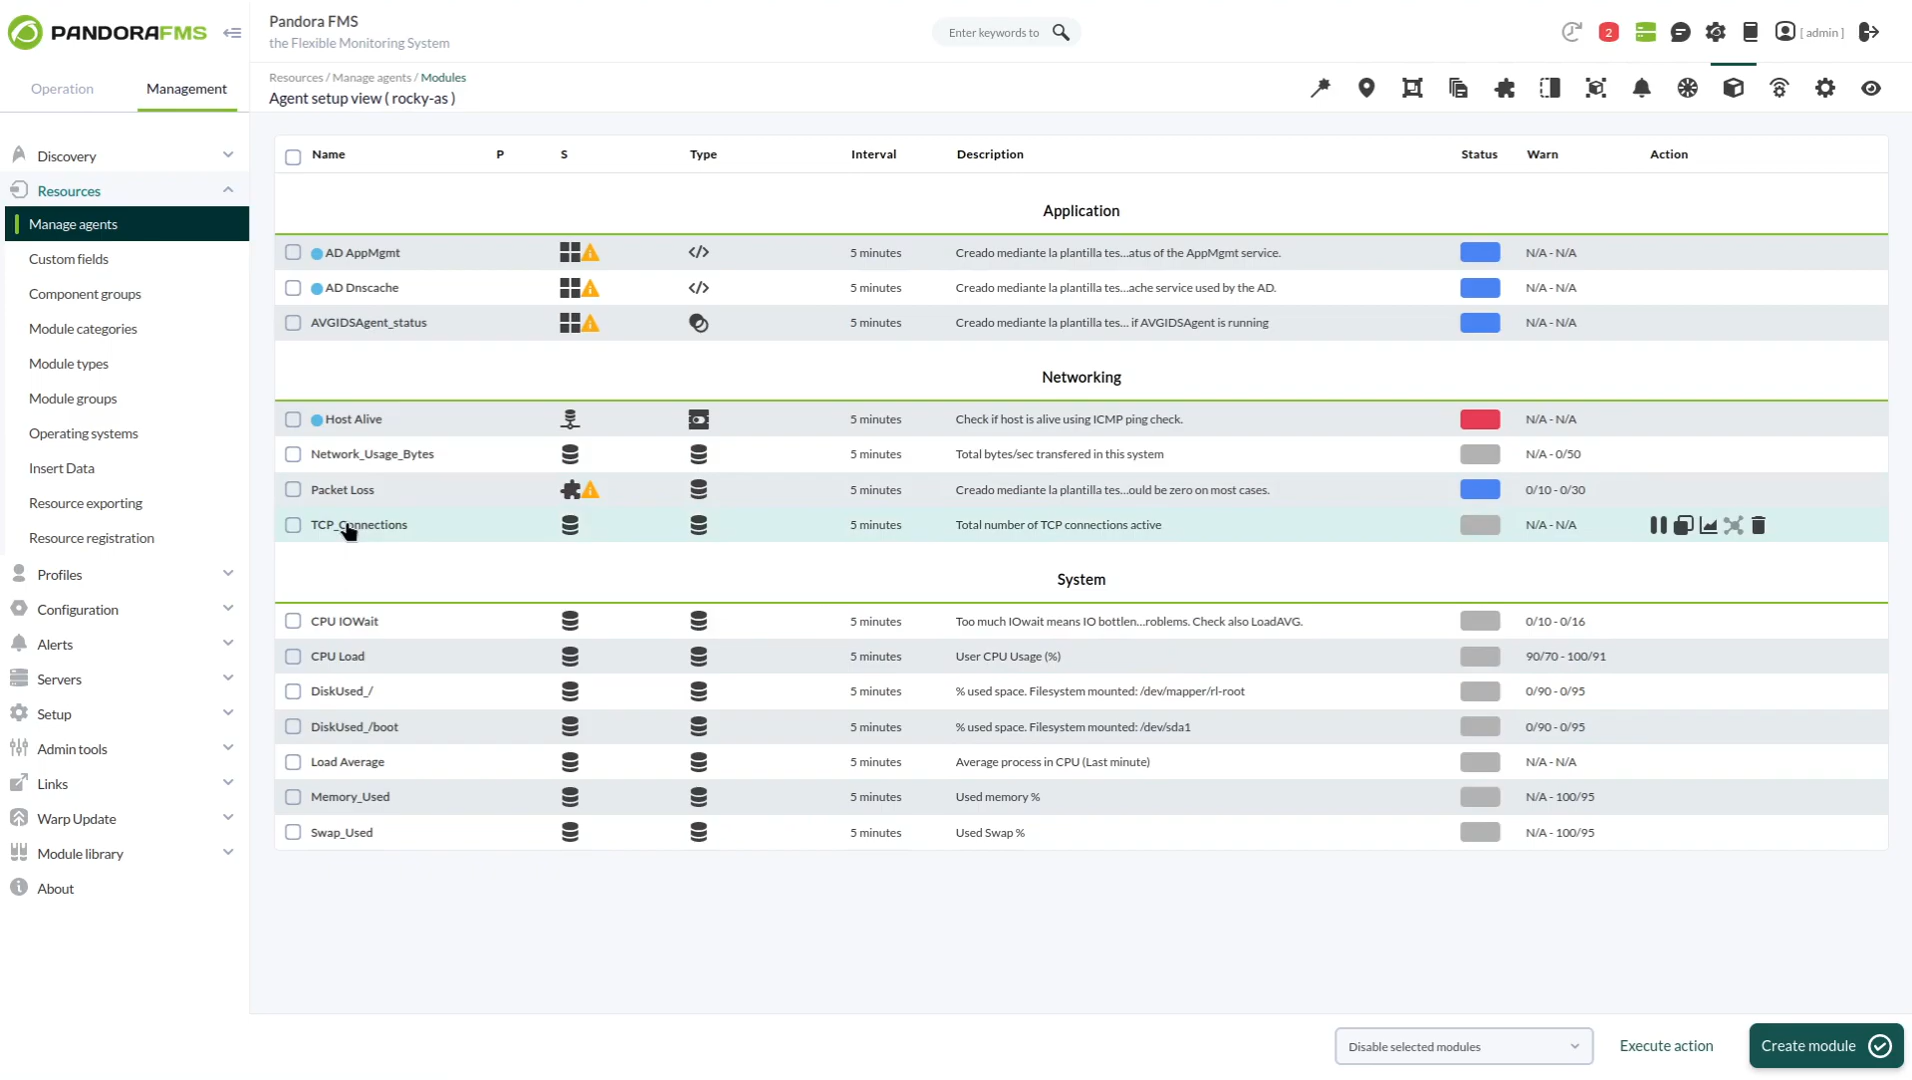 PANDORAFMS
Pandora FMS
the Flexible Monitoring System
Enter keywords to
2
[ admin ]
Operation
Management
Resources / Manage agents / Modules
Agent setup view ( rocky-as )
Discovery
Resources
Manage agents
Custom fields
Component groups
Module categories
Module types
Module groups
Operating systems
Insert Data
Resource exporting
Resource registration
Profiles
Configuration
Alerts
Servers
Setup
Admin tools
Links
Warp Update
Module library
About
Name P S Type Interval Description Status Warn Action
Application
AD AppMgmt 5 minutes Creado mediante la plantilla tes...atus of the AppMgmt service. N/A - N/A
AD Dnscache 5 minutes Creado mediante la plantilla tes...ache service used by the AD. N/A - N/A
AVGIDSAgent_status 5 minutes Creado mediante la plantilla tes... if AVGIDSAgent is running N/A - N/A
Networking
Host Alive 5 minutes Check if host is alive using ICMP ping check. N/A - N/A
Network_Usage_Bytes 5 minutes Total bytes/sec transfered in this system N/A - 0/50
Packet Loss 5 minutes Creado mediante la plantilla tes...ould be zero on most cases. 0/10 - 0/30
TCP_Connections 5 minutes Total number of TCP connections active N/A - N/A
System
CPU IOWait 5 minutes Too much IOwait means IO bottlen...roblems. Check also LoadAVG. 0/10 - 0/16
CPU Load 5 minutes User CPU Usage (%) 90/70 - 100/91
DiskUsed_/ 5 minutes % used space. Filesystem mounted: /dev/mapper/rl-root 0/90 - 0/95
DiskUsed_/boot 5 minutes % used space. Filesystem mounted: /dev/sda1 0/90 - 0/95
Load Average 5 minutes Average process in CPU (Last minute) N/A - N/A
Memory_Used 5 minutes Used memory % N/A - 100/95
Swap_Used 5 minutes Used Swap % N/A - 100/95
Disable selected modules
Execute action
Create module